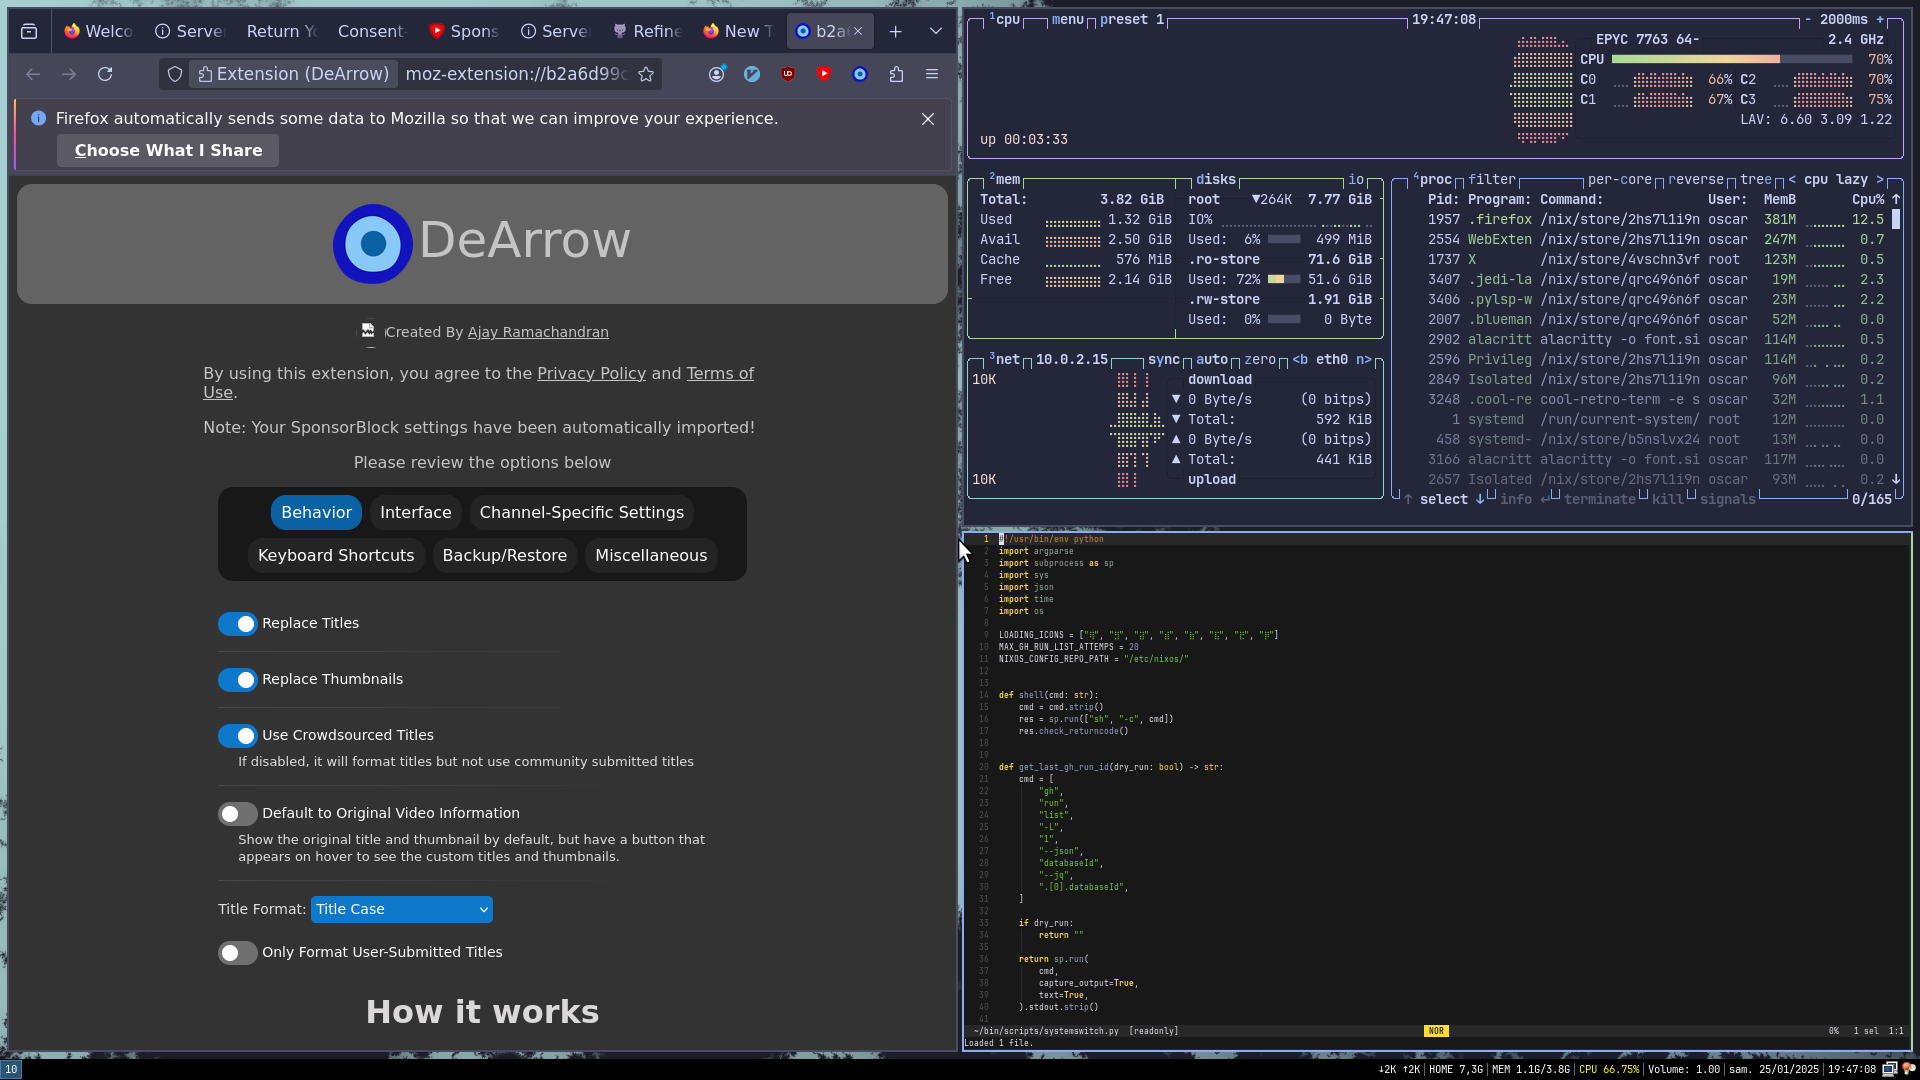 Welco
Serve
Return Y
Consent-
Spons
Serve
Refine
New T
b2a
Extension (DeArrow)
moz-extension://b2a6d99c
Firefox automatically sends some data to Mozilla so that we can improve your experience.
Choose What I Share
DeArrow
Created By Ajay Ramachandran
By using this extension, you agree to the Privacy Policy and Terms of
Use.
Note: Your SponsorBlock settings have been automatically imported!
Please review the options below
Behavior Interface Channel-Specific Settings
Keyboard Shortcuts Backup/Restore Miscellaneous
Replace Titles
Replace Thumbnails
Use Crowdsourced Titles
If disabled, it will format titles but not use community submitted titles
Default to Original Video Information
Show the original title and thumbnail by default, but have a button that
appears on hover to see the custom titles and thumbnails.
Title Format: Title Case
Only Format User-Submitted Titles
How it works
1cpu menu preset 1 19:47:08 - 2000ms +
EPYC 7763 64- 2.4 GHz
CPU 70%
C0 66% C2 70%
C1 67% C3 75%
LAV: 6.60 3.09 1.22
up 00:03:33
2mem disks io
Total: 3.82 GiB
Used 1.32 GiB
Avail 2.50 GiB
Cache 576 MiB
Free 2.14 GiB
root ▼264K 7.77 GiB
IO%
Used: 6% 499 MiB
.ro-store 71.6 GiB
Used: 72% 51.6 GiB
.rw-store 1.91 GiB
Used: 0% 0 Byte
3net 10.0.2.15 sync auto zero <b eth0 n>
10K
download
▼ 0 Byte/s (0 bitps)
▼ Total: 592 KiB
▲ 0 Byte/s (0 bitps)
▲ Total: 441 KiB
10K
upload
4proc filter per-core reverse tree < cpu lazy >
Pid: Program: Command: User: MemB Cpu% ↑
1957 .firefox /nix/store/2hs7l1i9n oscar 381M 12.5
2554 WebExten /nix/store/2hs7l1i9n oscar 247M 0.7
1737 X /nix/store/4vschn3vf root 123M 0.5
3407 .jedi-la /nix/store/qrc496n6f oscar 19M 2.3
3406 .pylsp-w /nix/store/qrc496n6f oscar 23M 2.2
2007 .blueman /nix/store/qrc496n6f oscar 52M 0.0
2902 alacritt alacritty -o font.si oscar 114M 0.5
2596 Privileg /nix/store/2hs7l1i9n oscar 114M 0.2
2849 Isolated /nix/store/2hs7l1i9n oscar 96M 0.2
3248 .cool-re cool-retro-term -e s oscar 32M 1.1
1 systemd /run/current-system/ root 12M 0.0
458 systemd- /nix/store/b5nslvx24 root 13M 0.0
3166 alacritt alacritty -o font.si oscar 117M 0.0
2657 Isolated /nix/store/2hs7l1i9n oscar 93M 0.2 ↓
↑ select ↓ info ↵ terminate kill signals 0/165
1 #!/usr/bin/env python
2 import argparse
3 import subprocess as sp
4 import sys
5 import json
6 import time
7 import os
8
9 LOADING_ICONS = ["", "", "", "", "", "", "", ""]
10 MAX_GH_RUN_LIST_ATTEMPS = 20
11 NIXOS_CONFIG_REPO_PATH = "/etc/nixos/"
12
13
14 def shell(cmd: str):
15 cmd = cmd.strip()
16 res = sp.run(["sh", "-c", cmd])
17 res.check_returncode()
18
19
20 def get_last_gh_run_id(dry_run: bool) -> str:
21 cmd = [
22 "gh",
23 "run",
24 "list",
25 "-L",
26 "1",
27 "--json",
28 "databaseId",
29 "--jq",
30 ".[0].databaseId",
31 ]
32
33 if dry_run:
34 return ""
35
36 return sp.run(
37 cmd,
38 capture_output=True,
39 text=True,
40 ).stdout.strip()
41
~/bin/scripts/systemswitch.py [readonly] NOR 0% 1 sel 1:1
Loaded 1 file.
10
↓2K ↑2K HOME 7,3G MEM 1.1G/3.8G CPU 66.75% Volume: 1.00 sam. 25/01/2025 19:47:08